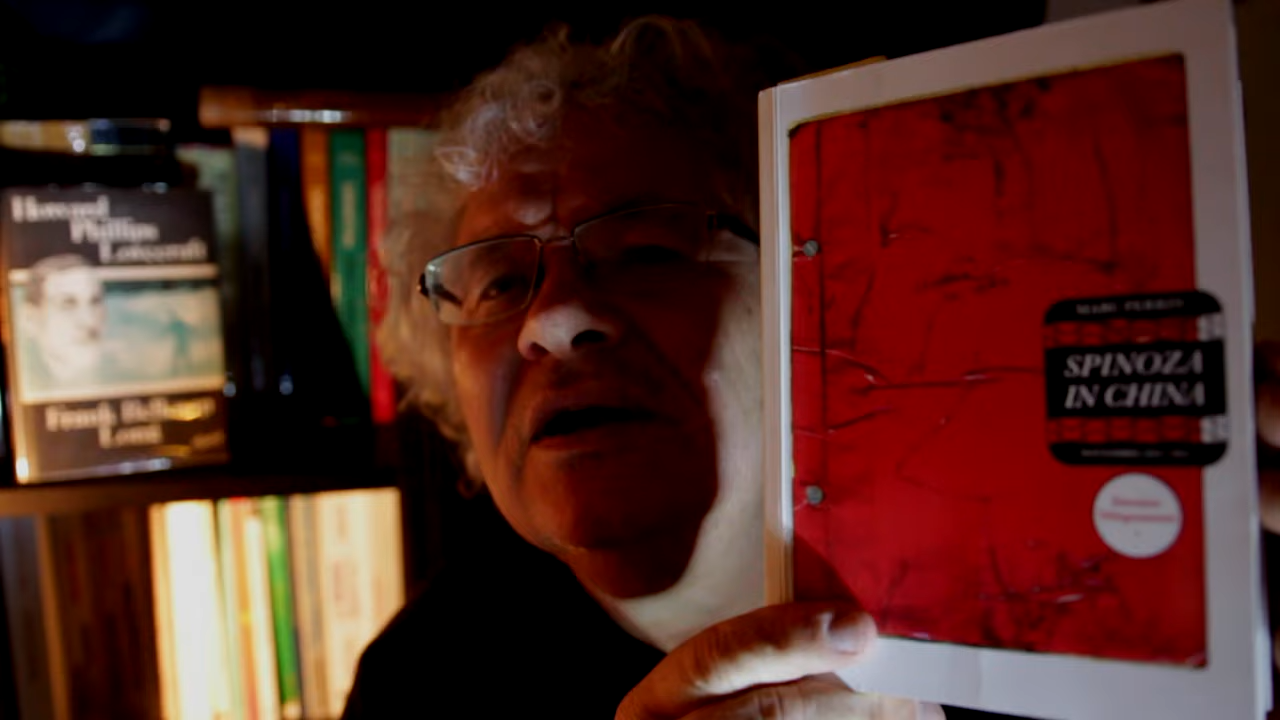 Howard
Phillips
Lovecraft
Frank Belknap
Long
MARC PERRIN
SPINOZA
IN CHINA